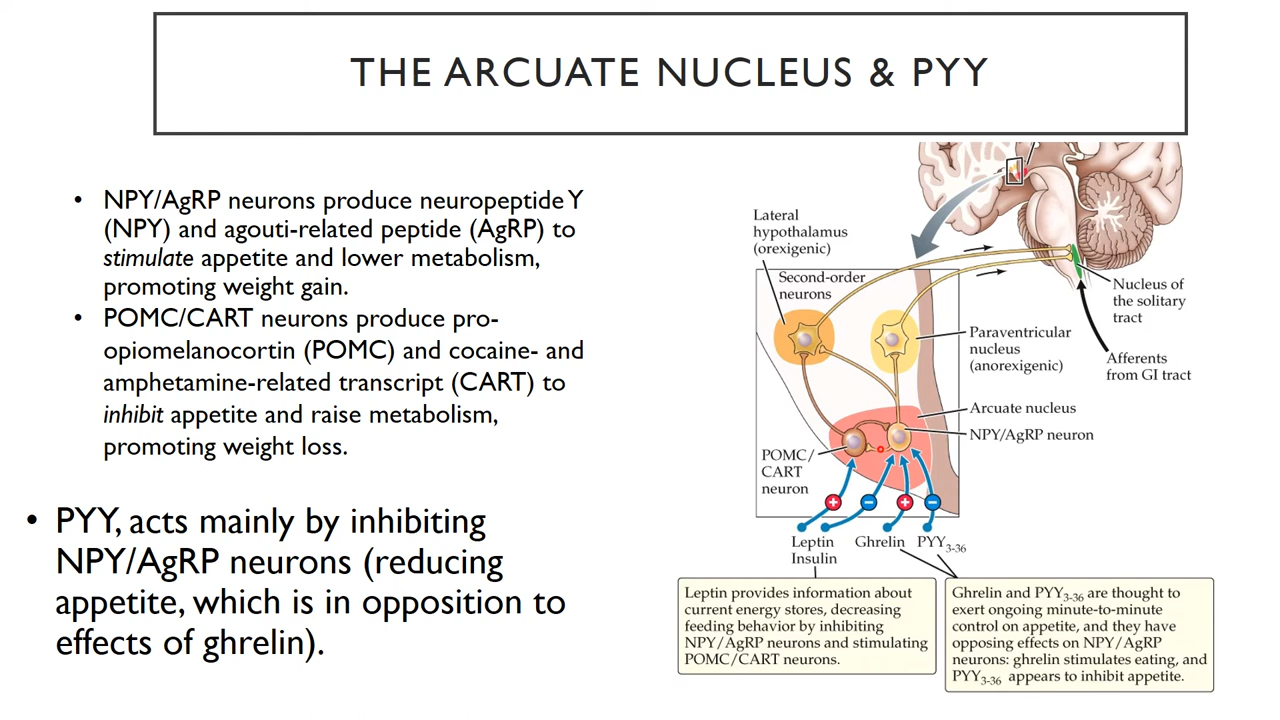 THE ARCUATE NUCLEUS & PYY
• NPY/AgRP neurons produce neuropeptide Y
(NPY) and agouti-related peptide (AgRP) to
stimulate appetite and lower metabolism,
promoting weight gain.
• POMC/CART neurons produce pro-
opiomelanocortin (POMC) and cocaine- and
amphetamine-related transcript (CART) to
inhibit appetite and raise metabolism,
promoting weight loss.
• PYY, acts mainly by inhibiting
NPY/AgRP neurons (reducing
appetite, which is in opposition to
effects of ghrelin).
Lateral
hypothalamus
(orexigenic)
Second-order
neurons
Nucleus of
the solitary
tract
Paraventricular
nucleus
(anorexigenic)
Afferents
from GI tract
Arcuate nucleus
NPY/AgRP neuron
POMC/
CART
neuron
+
–
+
–
Leptin
Insulin
Ghrelin
PYY3-36
Leptin provides information about
current energy stores, decreasing
feeding behavior by inhibiting
NPY/AgRP neurons and stimulating
POMC/CART neurons.
Ghrelin and PYY3-36 are thought to
exert ongoing minute-to-minute
control on appetite, and they have
opposing effects on NPY/AgRP
neurons: ghrelin stimulates eating, and
PYY3-36 appears to inhibit appetite.